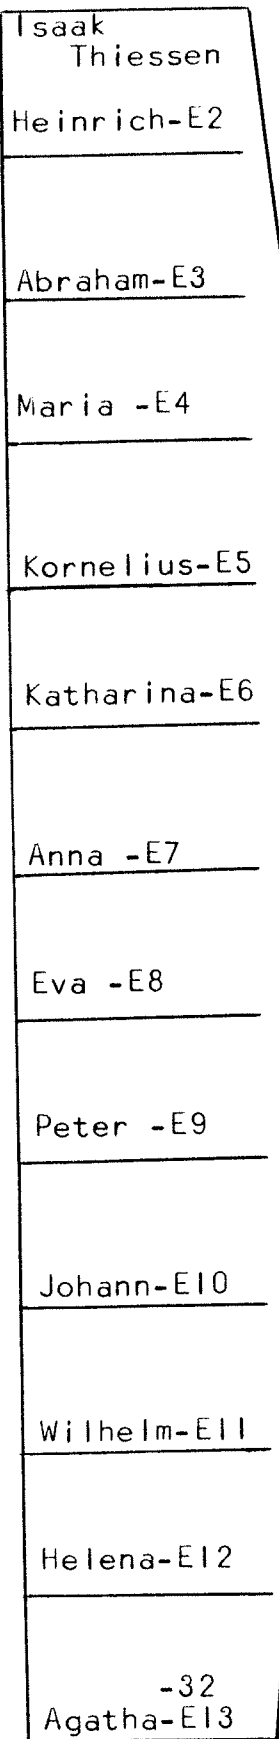 Isaak
Thiessen
Heinrich-E2
Abraham-E3
Maria -E4
Kornelius-E5
Katharina-E6
Anna -E7
Eva -E8
Peter -E9
Johann-E10
Wilhelm-E11
Helena-E12
-32
Agatha-E13